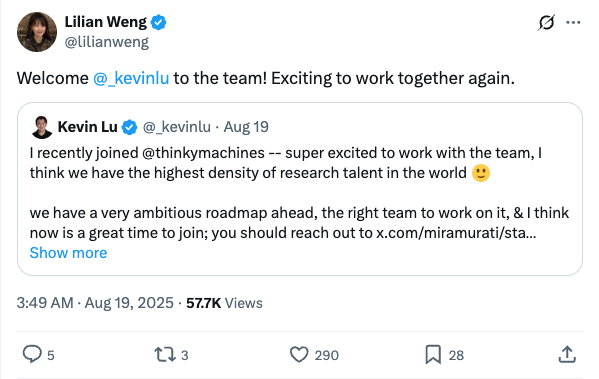 Lilian Weng
@lilianweng
Welcome @_kevinlu to the team! Exciting to work together again.
Kevin Lu @_kevinlu · Aug 19
I recently joined @thinkymachines -- super excited to work with the team, I
think we have the highest density of research talent in the world 🙂
we have a very ambitious roadmap ahead, the right team to work on it, & I think
now is a great time to join; you should reach out to x.com/miramurati/sta...
Show more
3:49 AM · Aug 19, 2025 · 57.7K Views
5 3 290 28